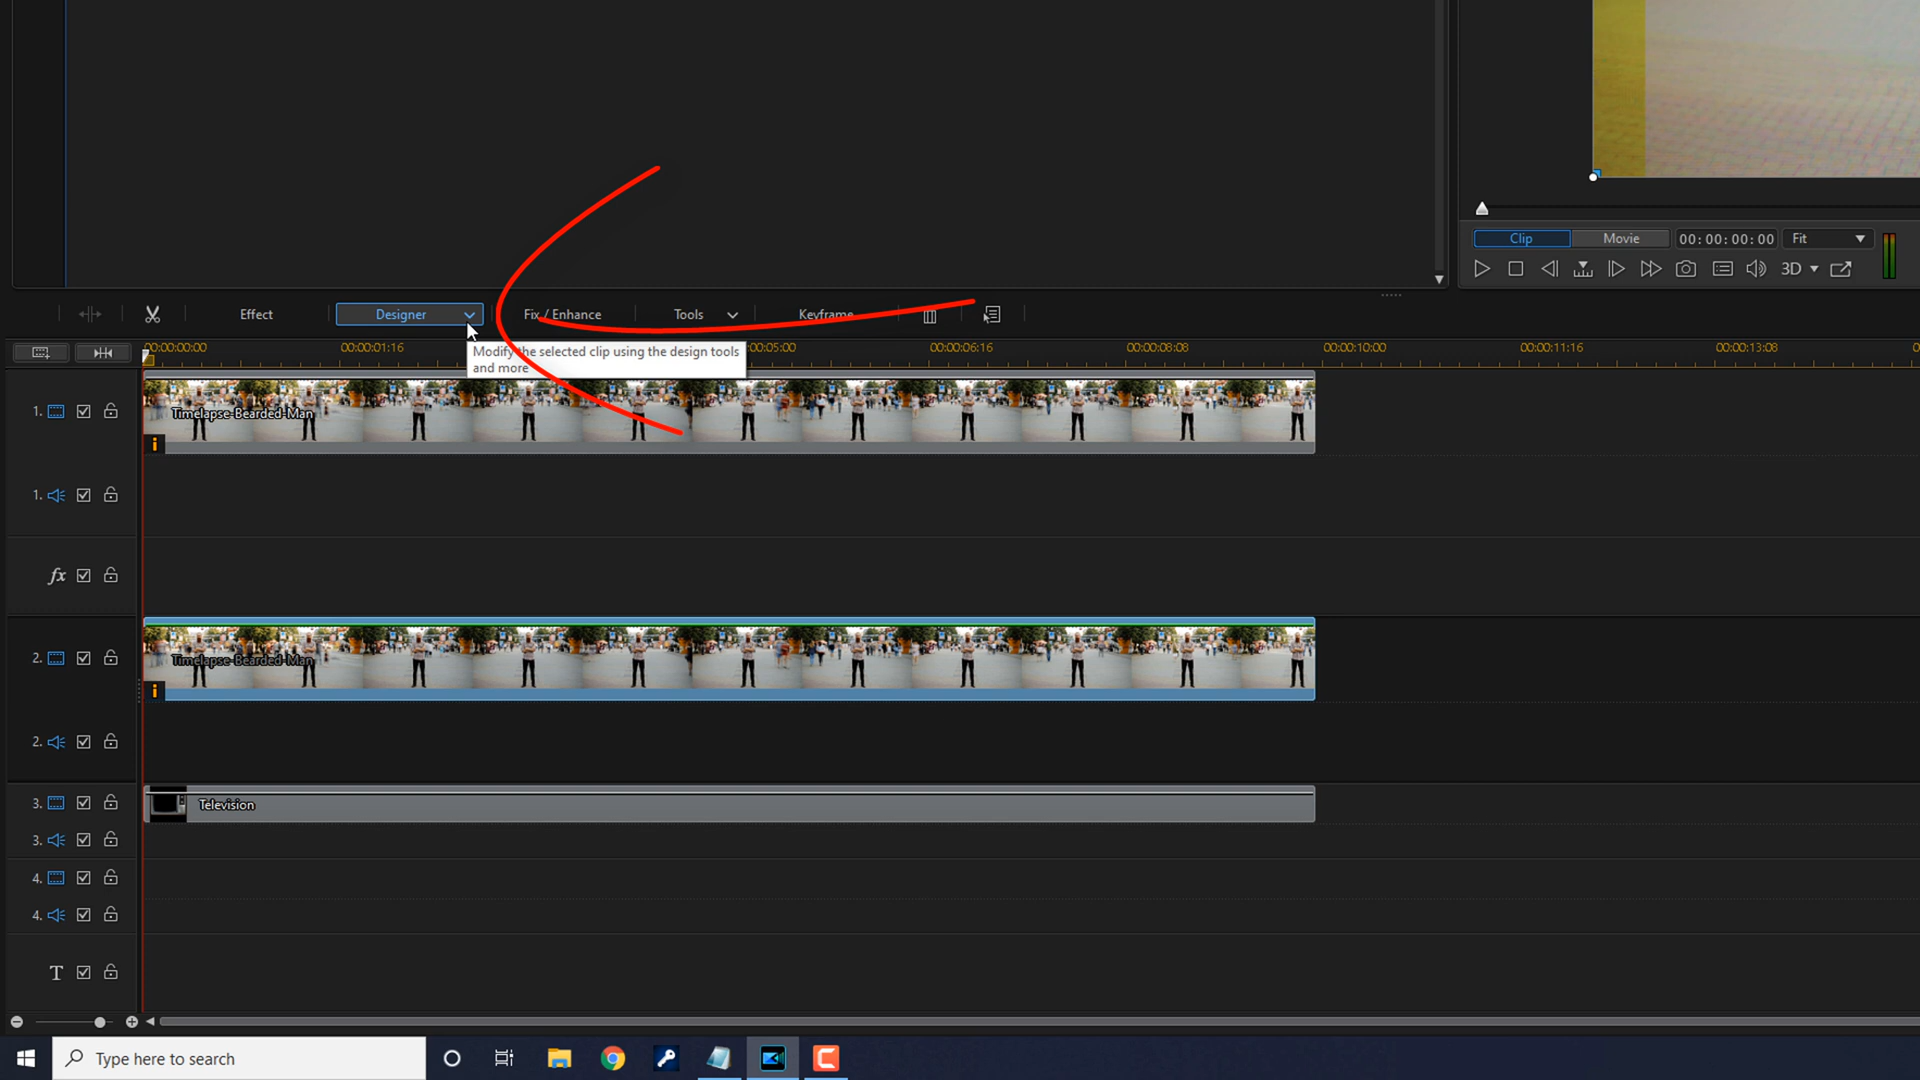 Clip
Movie
00:00:00:00
Fit
3D
Effect
Designer
Fix / Enhance
Tools
Keyframe
00:00:00:00
00:00:01:16
:00:05:00
00:00:06:16
00:00:08:08
00:00:10:00
00:00:11:16
00:00:13:08
0
Modify the selected clip using the design tools
and more
1.
Timelapse-Bearded-Man
i
1.
fx
2.
Timelapse-Bearded-Man
i
2.
3.
Television
3.
4.
4.
T
Type here to search